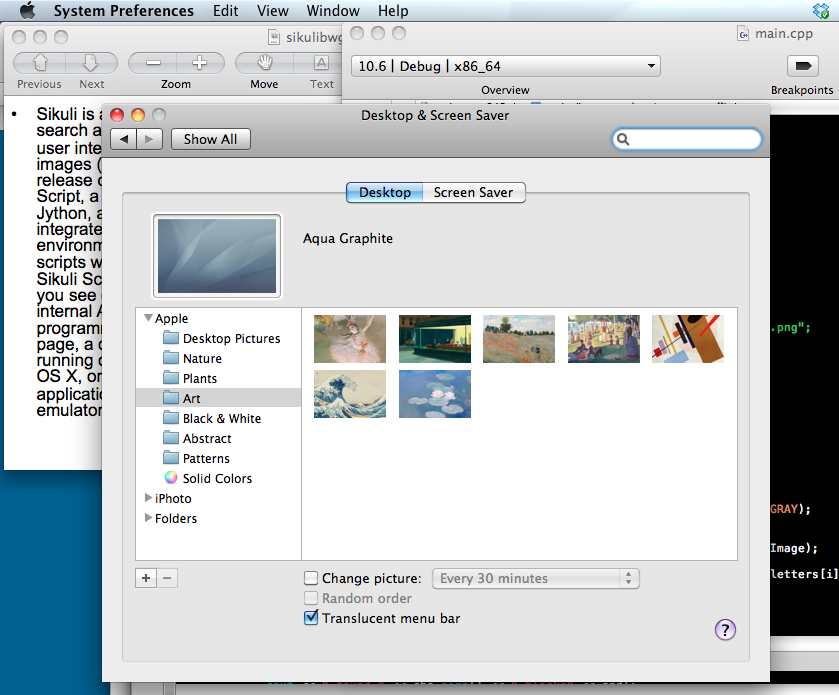 System Preferences Edit View Window Help
sikulibwg
main.cpp
Previous Next Zoom Move Text
10.6 | Debug | x86_64
Overview
Breakpoints
Desktop & Screen Saver
Show All
Desktop Screen Saver
Aqua Graphite
• Sikuli is a
search a
user inte
images (
release o
Script, a
Jython, a
integrate
environm
scripts w
Sikuli Sc
you see
internal A
programm
page, a
running o
OS X, or
applicatio
emulator
Apple
Desktop Pictures
Nature
Plants
Art
Black & White
Abstract
Patterns
Solid Colors
iPhoto
Folders
+ −
Change picture: Every 30 minutes
Random order
Translucent menu bar
?
.png";
GRAY);
Image);
letters[i]